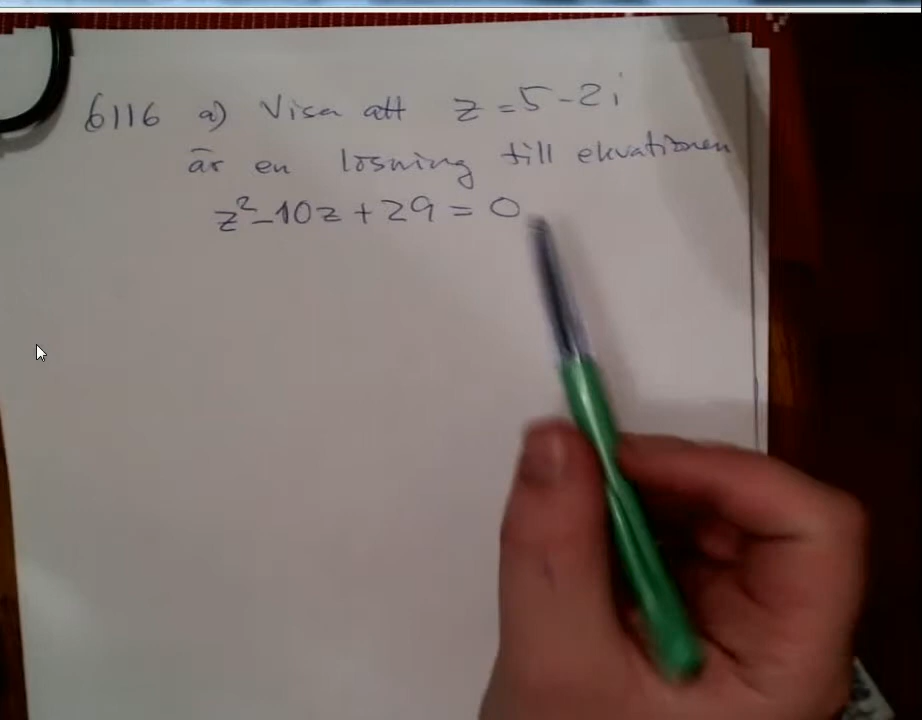 6116 a) Visa att z = 5 - 2i
är en lösning till ekvationen
z² - 10z + 29 = 0